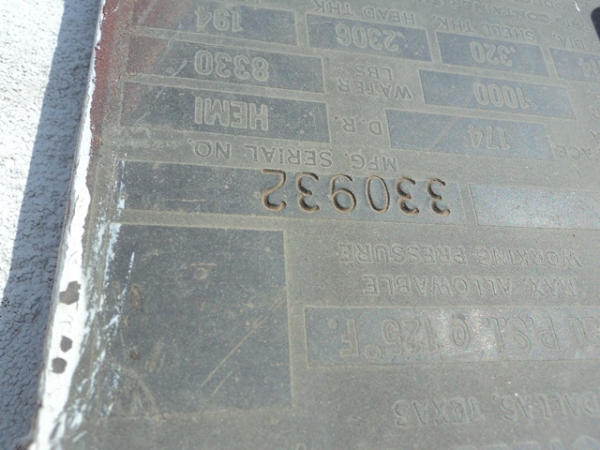 DALLAS, TEXAS
P.S.I. @ 125°F.
MAX. ALLOWABLE
WORKING PRESSURE
330932
MFG. SERIAL NO.
174 D.R. HEMI
1000 WATER LBS 8330
.320 .2306 194
SHELL THK. HEAD THK.